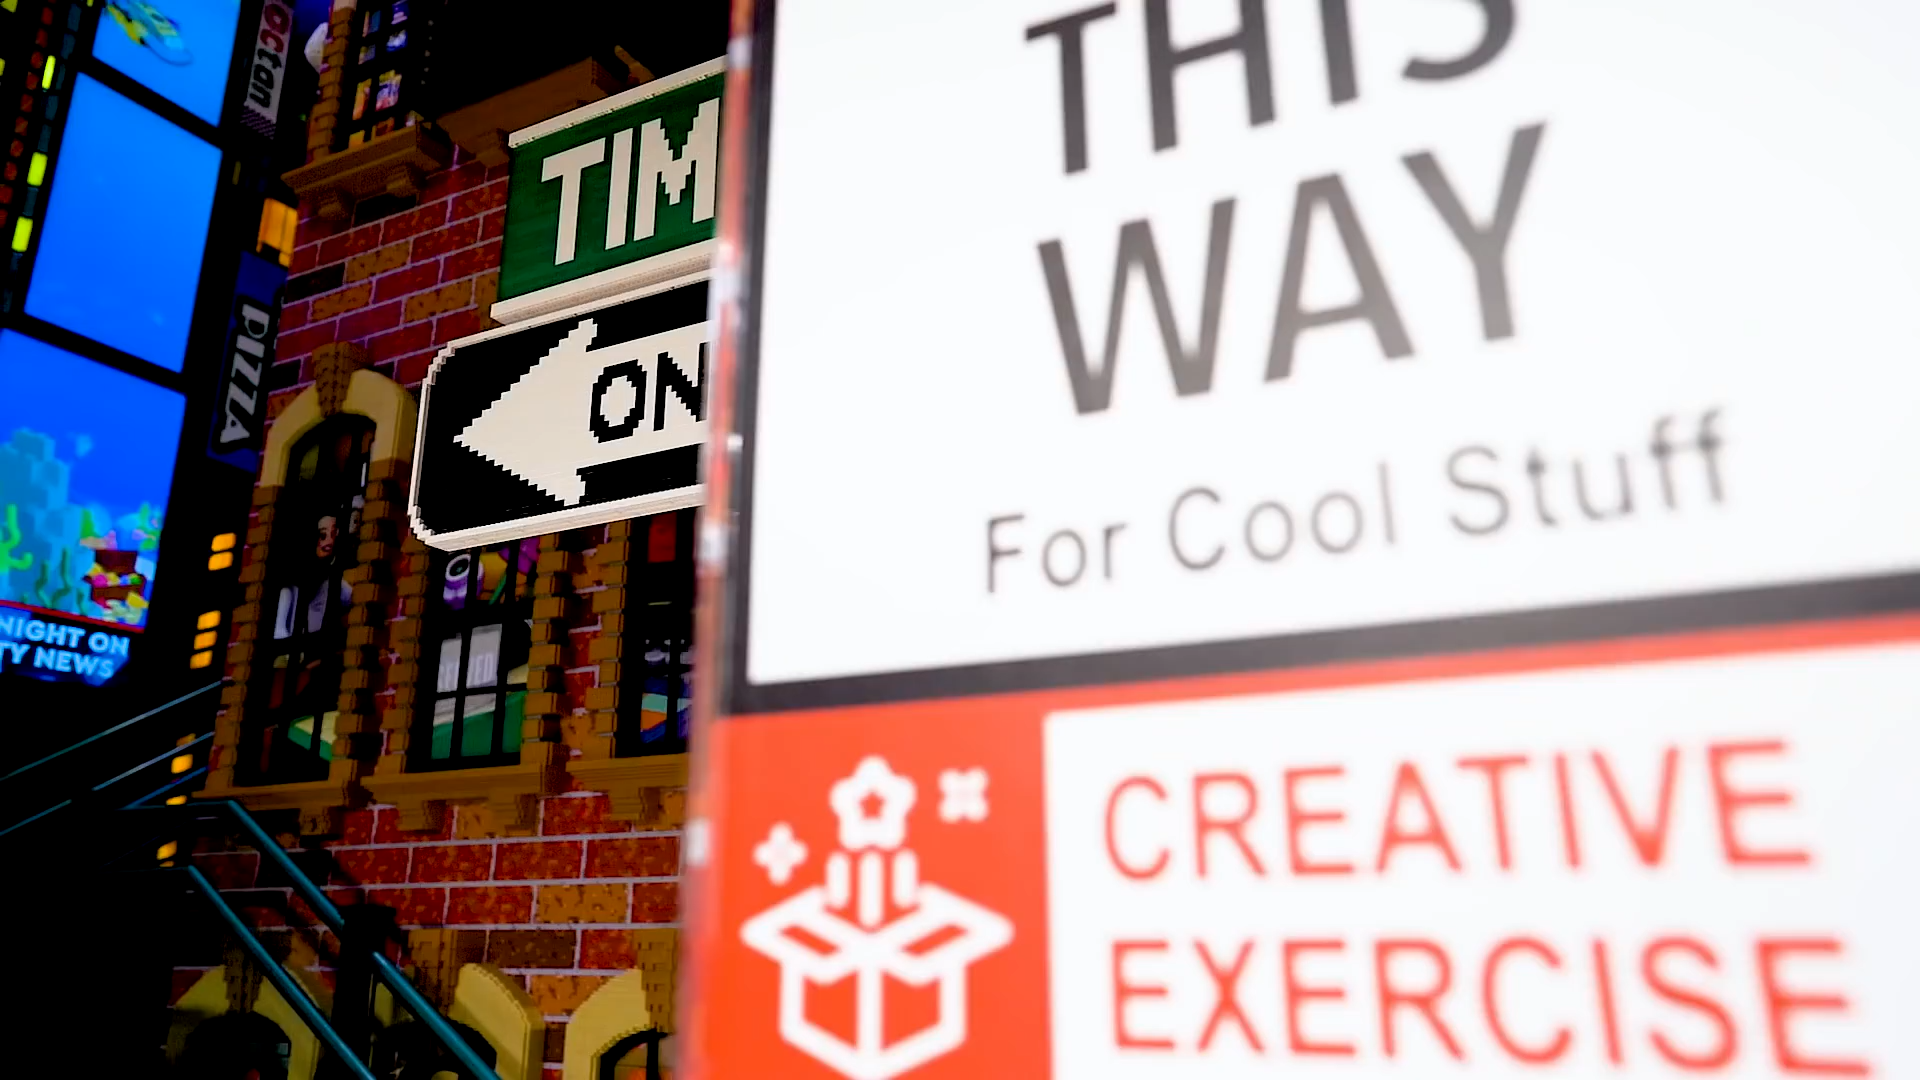 octan
TIM
PIZZA
ON
NIGHT ON
TY NEWS
THIS
WAY
For Cool Stuff
CREATIVE
EXERCISE